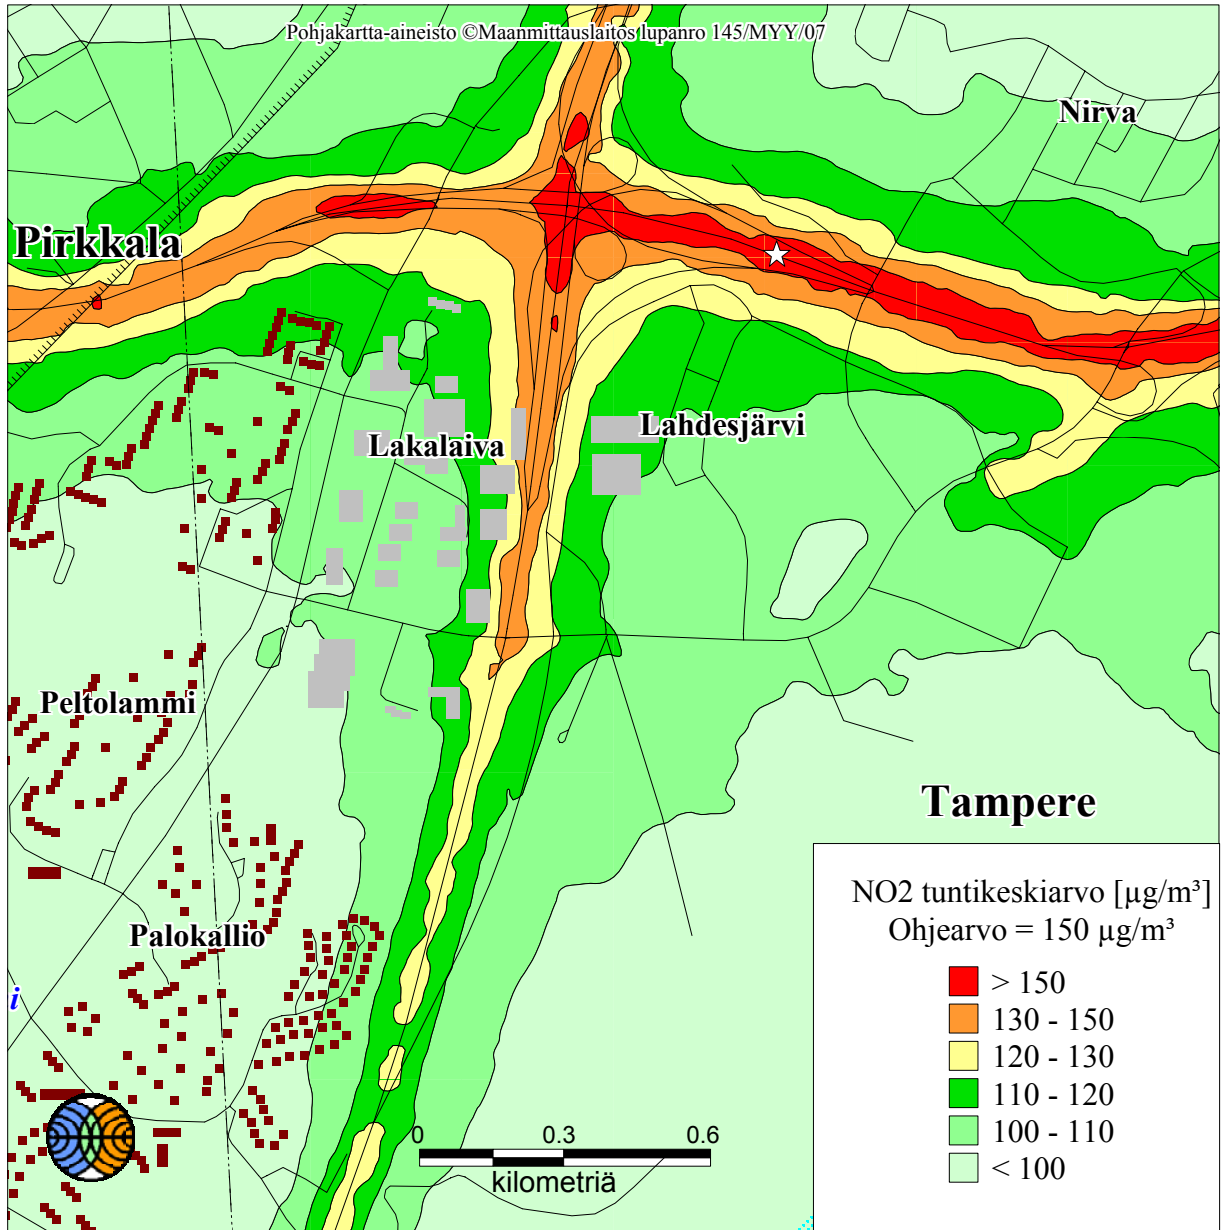 Pohjakartta-aineisto ©Maanmittauslaitos lupanro 145/MYY/07
Nirva
Pirkkala
Lahdesjärvi
Lakalaiva
Peltolammi
Tampere
Palokallio
i
NO2 tuntikeskiarvo [µg/m³]
Ohjearvo = 150 µg/m³
> 150
130 - 150
120 - 130
110 - 120
100 - 110
< 100
0 0.3 0.6
kilometriä